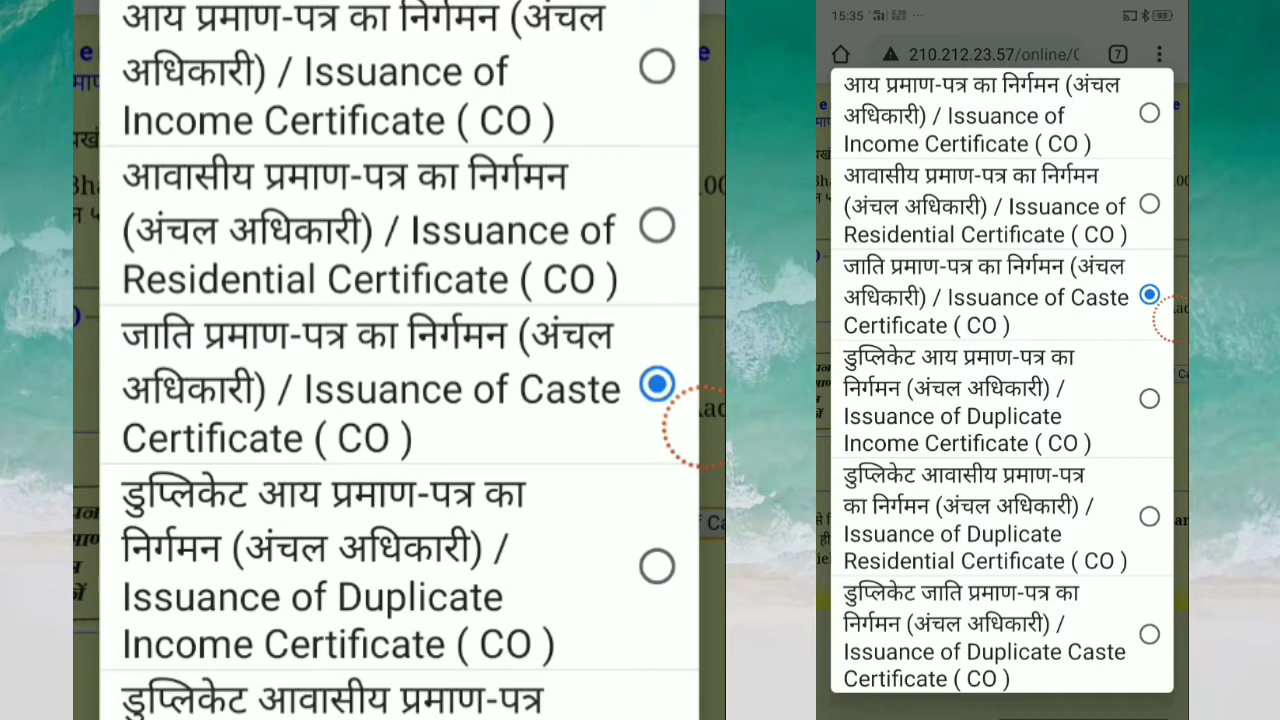 आय प्रमाण-पत्र का निर्गमन (अंचल
अधिकारी) / Issuance of
Income Certificate ( CO )
आवासीय प्रमाण-पत्र का निर्गमन
(अंचल अधिकारी) / Issuance of
Residential Certificate ( CO )
जाति प्रमाण-पत्र का निर्गमन (अंचल
अधिकारी) / Issuance of Caste
Certificate ( CO )
डुप्लिकेट आय प्रमाण-पत्र का
निर्गमन (अंचल अधिकारी) /
Issuance of Duplicate
Income Certificate ( CO )
डुप्लिकेट आवासीय प्रमाण-पत्र
15:35
93
210.212.23.57/online/
7
आय प्रमाण-पत्र का निर्गमन (अंचल
अधिकारी) / Issuance of
Income Certificate ( CO )
आवासीय प्रमाण-पत्र का निर्गमन
(अंचल अधिकारी) / Issuance of
Residential Certificate ( CO )
जाति प्रमाण-पत्र का निर्गमन (अंचल
अधिकारी) / Issuance of Caste
Certificate ( CO )
डुप्लिकेट आय प्रमाण-पत्र का
निर्गमन (अंचल अधिकारी) /
Issuance of Duplicate
Income Certificate ( CO )
डुप्लिकेट आवासीय प्रमाण-पत्र
का निर्गमन (अंचल अधिकारी) /
Issuance of Duplicate
Residential Certificate ( CO )
डुप्लिकेट जाति प्रमाण-पत्र का
निर्गमन (अंचल अधिकारी) /
Issuance of Duplicate Caste
Certificate ( CO )